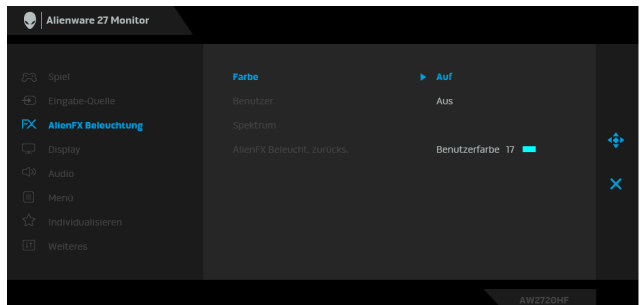 Alienware 27 Monitor
Spiel
Eingabe-Quelle
AlienFX Beleuchtung
Display
Audio
Menü
Individualisieren
Weiteres
Farbe
Benutzer
Spektrum
AlienFX Beleucht. zurücks.
Auf
Aus
Benutzerfarbe 17
AW2720HF